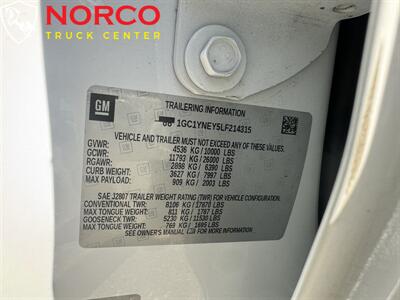 NORCO
TRUCK CENTER
GM
TRAILERING INFORMATION
1GC1YNEY5LF214315
VEHICLE AND TRAILER MUST NOT EXCEED ANY OF THESE WEIGHTS:
GVWR: 4536 KG/10000 LBS
GCWR: 11793 KG/26000 LBS
RGAWR: 2898 KG/6390 LBS
CURB WEIGHT: 3627 KG/7997 LBS
MAX PAYLOAD: 909 KG/2003 LBS
SAE J2807 TRAILER WEIGHT RATING (TWR) FOR VEHICLE CONFIGURATION.
CONVENTIONAL TWR: 8106 KG/17870 LBS
MAX TONGUE WEIGHT: 811 KG/1787 LBS
GOOSENECK TWR: 5230 KG/11530 LBS
MAX TONGUE WEIGHT: 769 KG/1695 LBS
SEE OWNER'S MANUAL FOR MORE INFORMATION